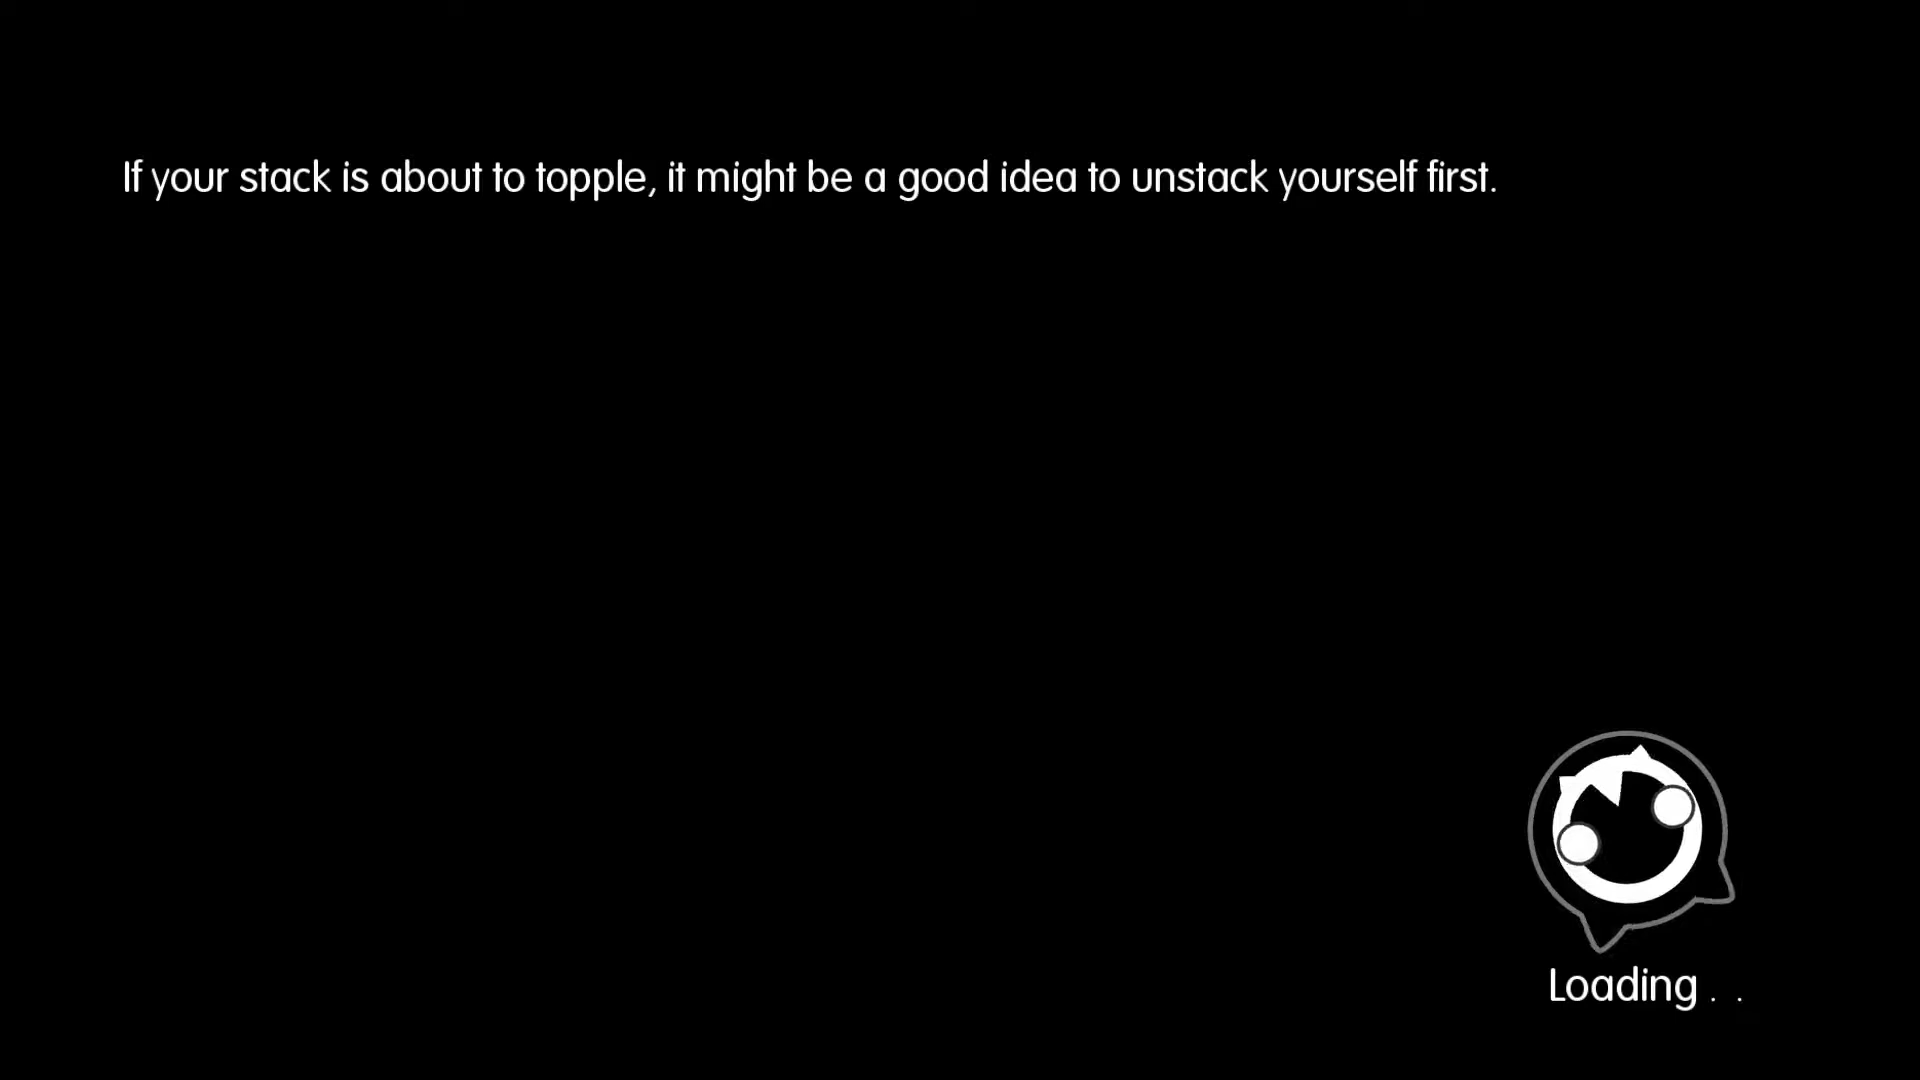 If your stack is about to topple, it might be a good idea to unstack yourself first.
Loading . .